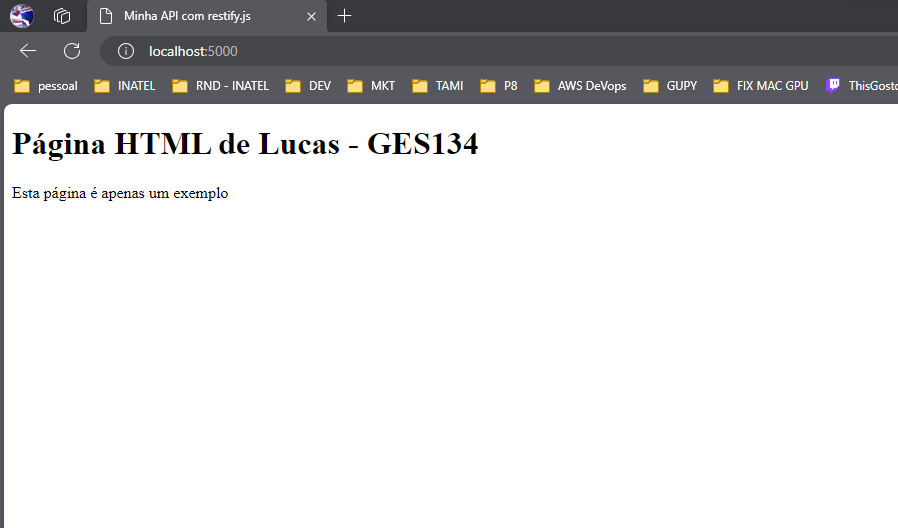 Minha API com restify.js
localhost:5000
pessoal INATEL RND - INATEL DEV MKT TAMI P8 AWS DevOps GUPY FIX MAC GPU
Página HTML de Lucas - GES134
Esta página é apenas um exemplo